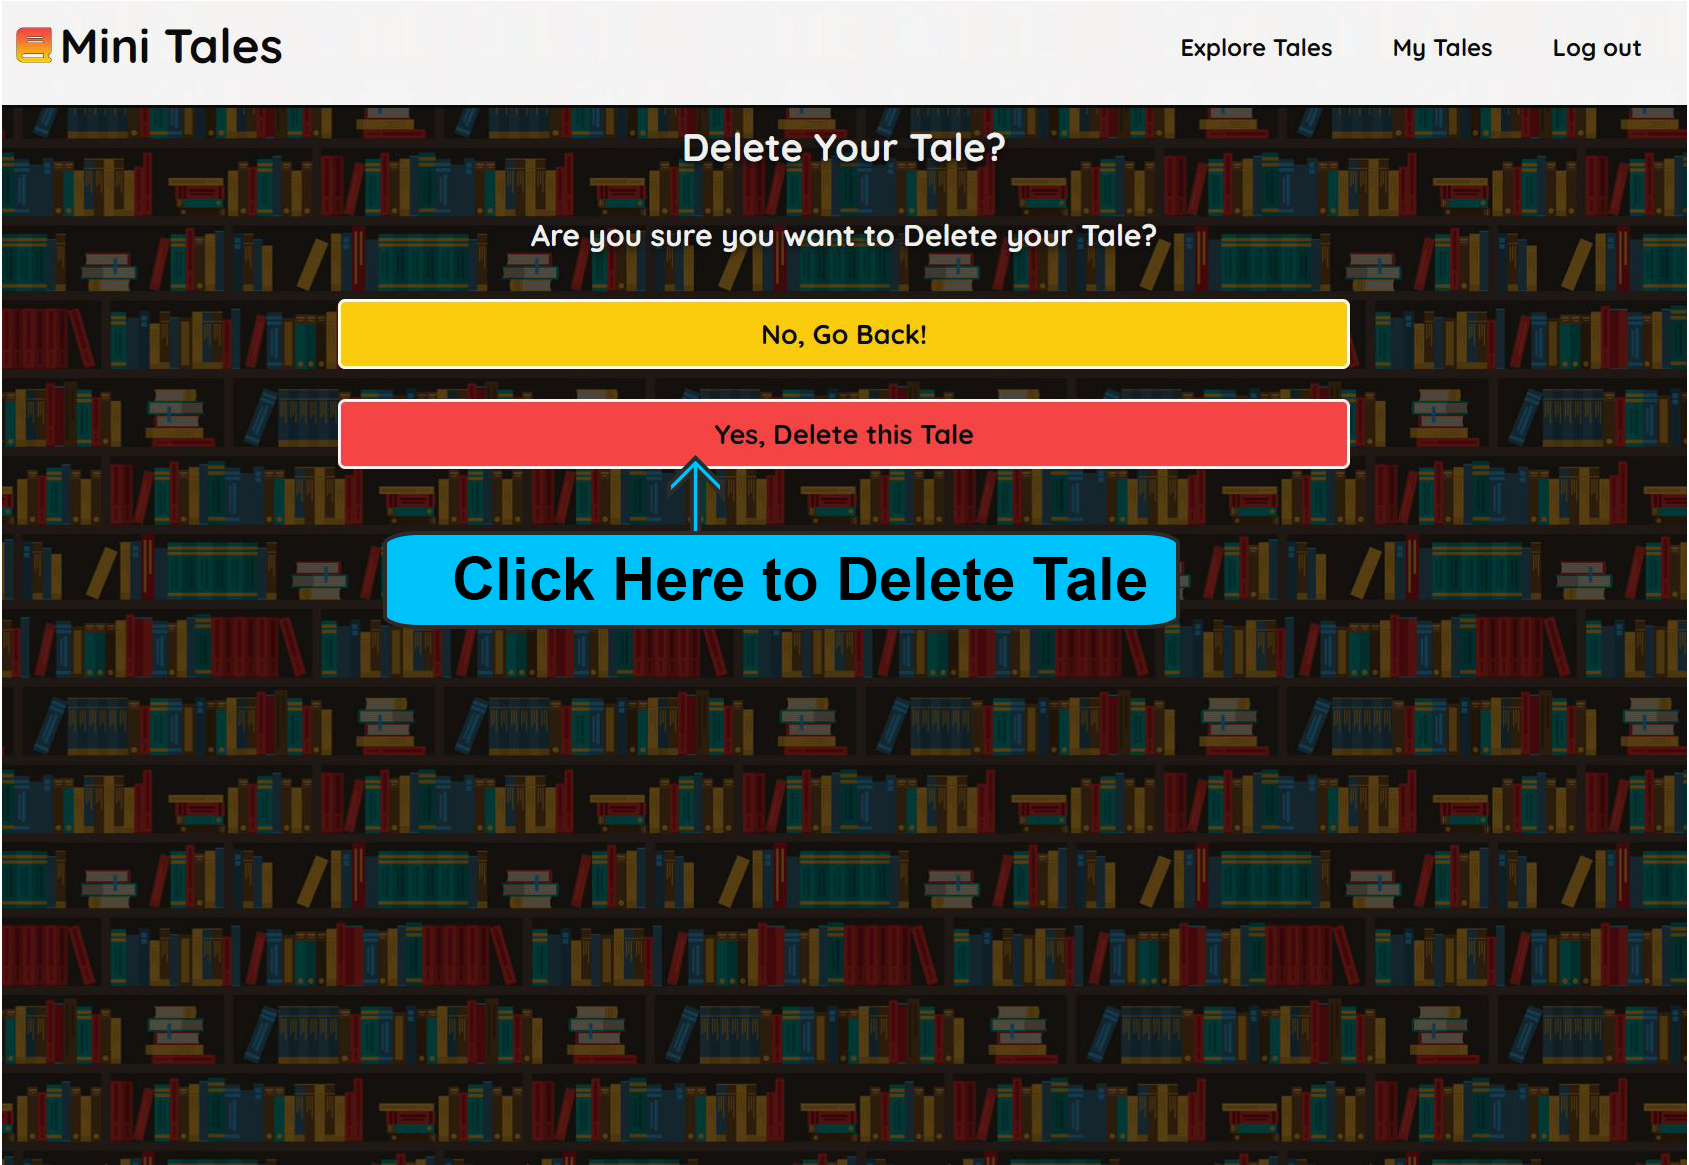 Mini Tales
Explore Tales
My Tales
Log out
Delete Your Tale?
Are you sure you want to Delete your Tale?
No, Go Back!
Yes, Delete this Tale
Click Here to Delete Tale